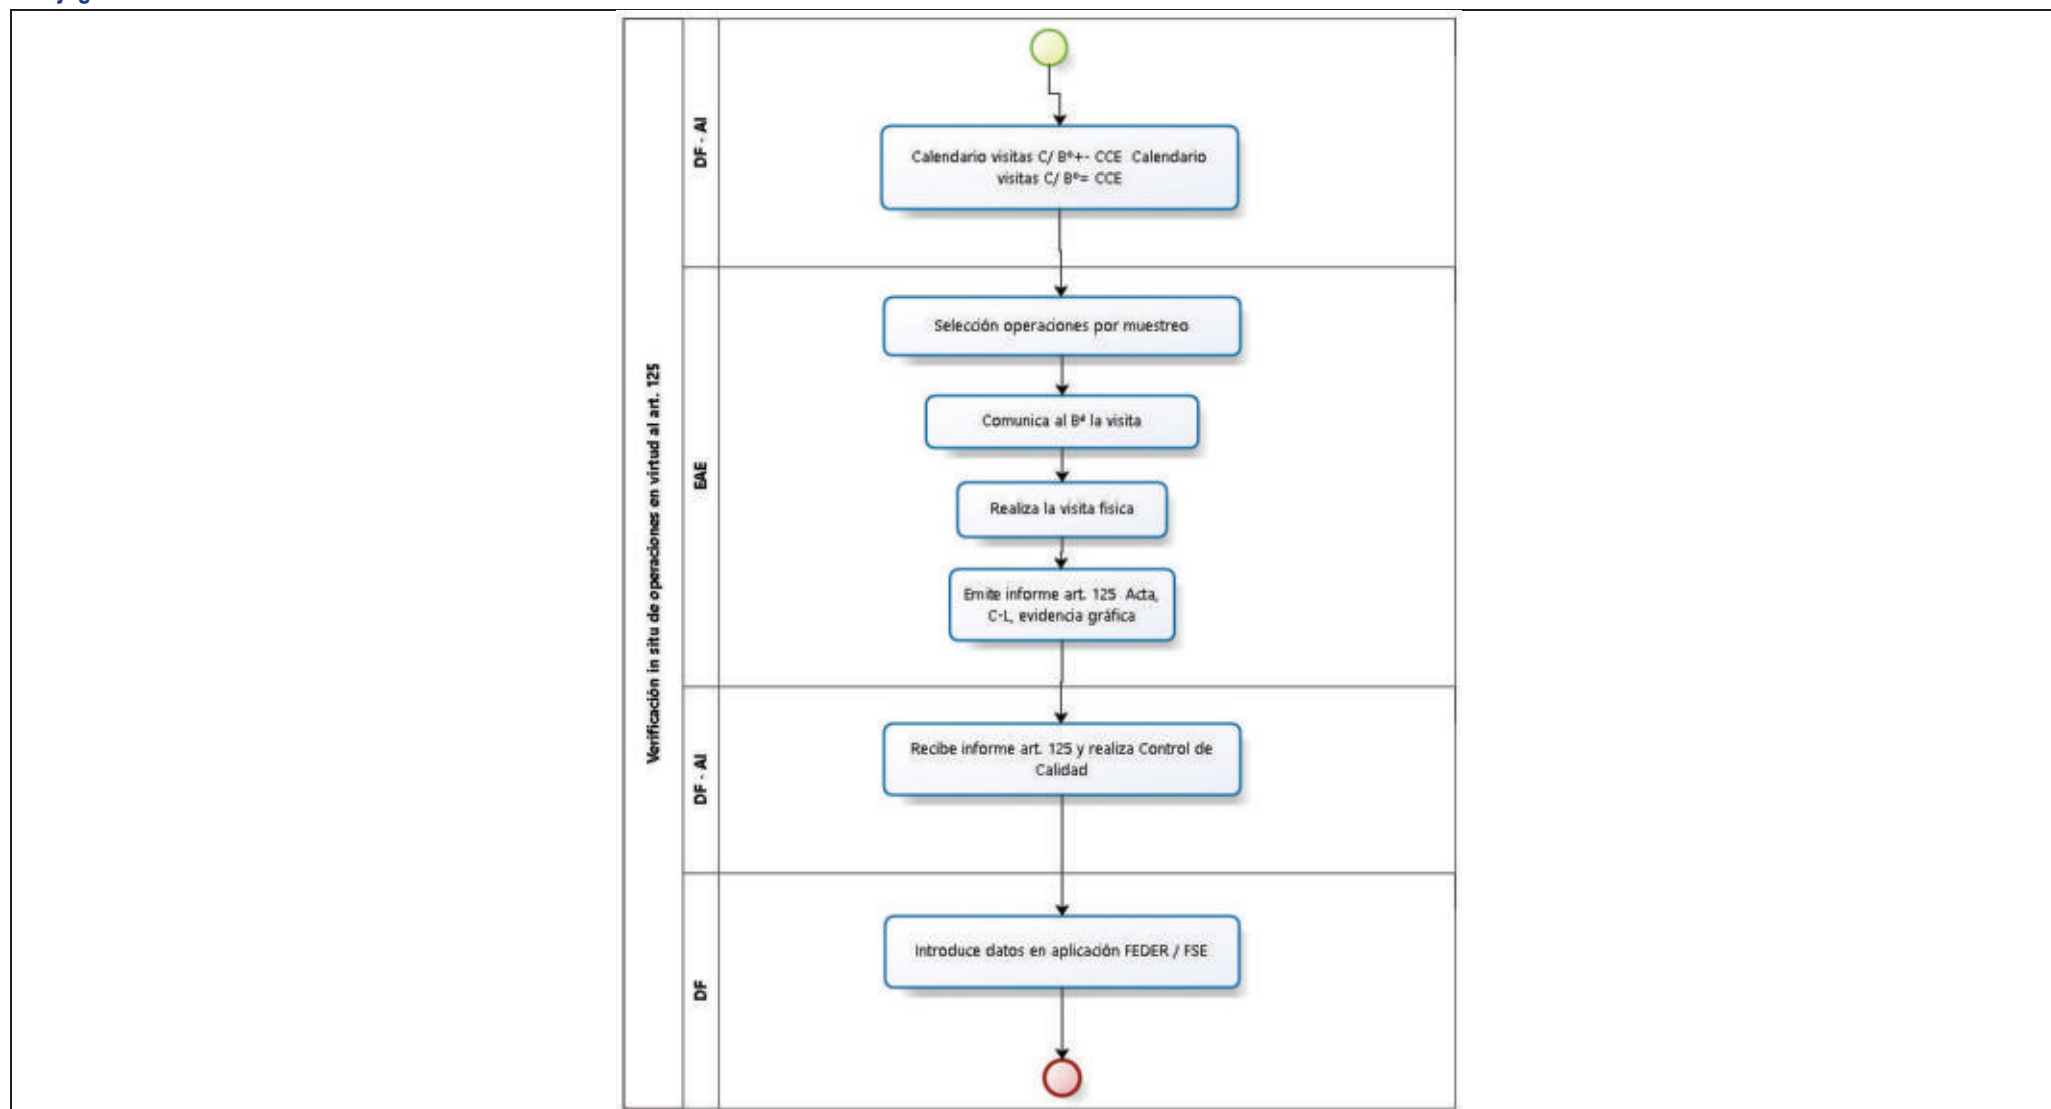 Verificación in situ de operaciones en virtud al art. 125
DF - AI
Calendario visitas C/ Bº+- CCE Calendario
visitas C/ Bº= CCE
EAE
Selección operaciones por muestreo
Comunica al Bª la visita
Realiza la visita física
Emite informe art. 125 Acta,
C-L, evidencia gráfica
DF - AI
Recibe informe art. 125 y realiza Control de
Calidad
DF
Introduce datos en aplicación FEDER / FSE